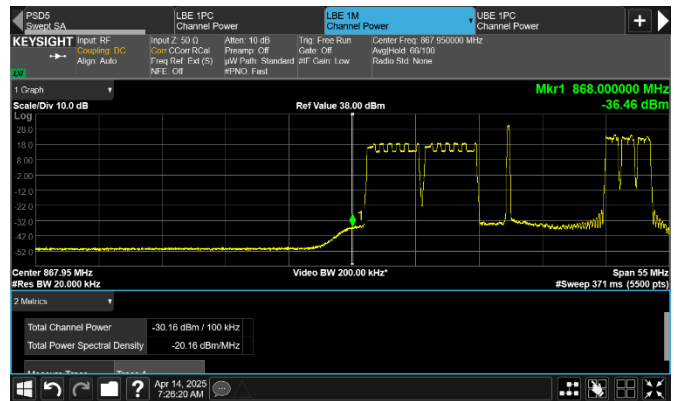 PSD5
Swept SA
LBE 1PC
Channel Power
LBE 1M
Channel Power
UBE 1PC
Channel Power
KEYSIGHT
Input: RF
Coupling: DC
Align: Auto
Input Z: 50 Ω
Corr CCorr RCal
Freq Ref: Ext (S)
NFE: Off
Atten: 10 dB
Preamp: Off
µW Path: Standard
#PNO: Fast
Trig: Free Run
Gate: Off
#IF Gain: Low
Center Freq: 867.950000 MHz
Avg|Hold: 66/100
Radio Std: None
LXI
1 Graph
Mkr1 868.000000 MHz
Scale/Div 10.0 dB
Ref Value 38.00 dBm
-36.46 dBm
Log
28.0
18.0
8.00
-2.00
-12.0
-22.0
-32.0
-42.0
-52.0
1
Center 867.95 MHz
Video BW 200.00 kHz*
Span 55 MHz
#Res BW 20.000 kHz
#Sweep 371 ms (5500 pts)
2 Metrics
Total Channel Power -30.16 dBm / 100 kHz
Total Power Spectral Density -20.16 dBm/MHz
?
Apr 14, 2025
7:26:20 AM